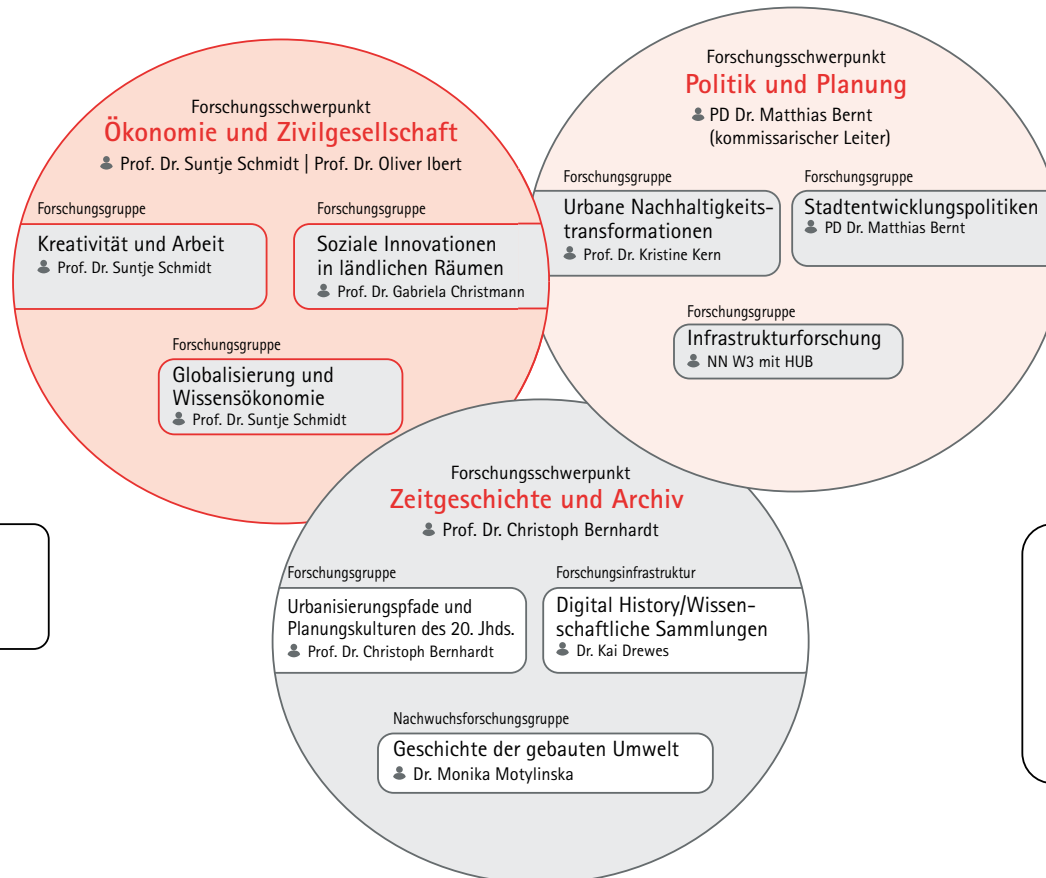 Forschungsschwerpunkt
Ökonomie und Zivilgesellschaft
Prof. Dr. Suntje Schmidt | Prof. Dr. Oliver Ibert
Forschungsgruppe
Kreativität und Arbeit
Prof. Dr. Suntje Schmidt
Forschungsgruppe
Soziale Innovationen
in ländlichen Räumen
Prof. Dr. Gabriela Christmann
Forschungsgruppe
Globalisierung und
Wissensökonomie
Prof. Dr. Suntje Schmidt
Forschungsschwerpunkt
Politik und Planung
PD Dr. Matthias Bernt
(kommissarischer Leiter)
Forschungsgruppe
Urbane Nachhaltigkeits-
transformationen
Prof. Dr. Kristine Kern
Forschungsgruppe
Stadtentwicklungspolitiken
PD Dr. Matthias Bernt
Forschungsgruppe
Infrastrukturforschung
NN W3 mit HUB
Forschungsschwerpunkt
Zeitgeschichte und Archiv
Prof. Dr. Christoph Bernhardt
Forschungsgruppe
Urbanisierungspfade und
Planungskulturen des 20. Jhds.
Prof. Dr. Christoph Bernhardt
Forschungsinfrastruktur
Digital History/Wissen-
schaftliche Sammlungen
Dr. Kai Drewes
Nachwuchsforschungsgruppe
Geschichte der gebauten Umwelt
Dr. Monika Motylinska